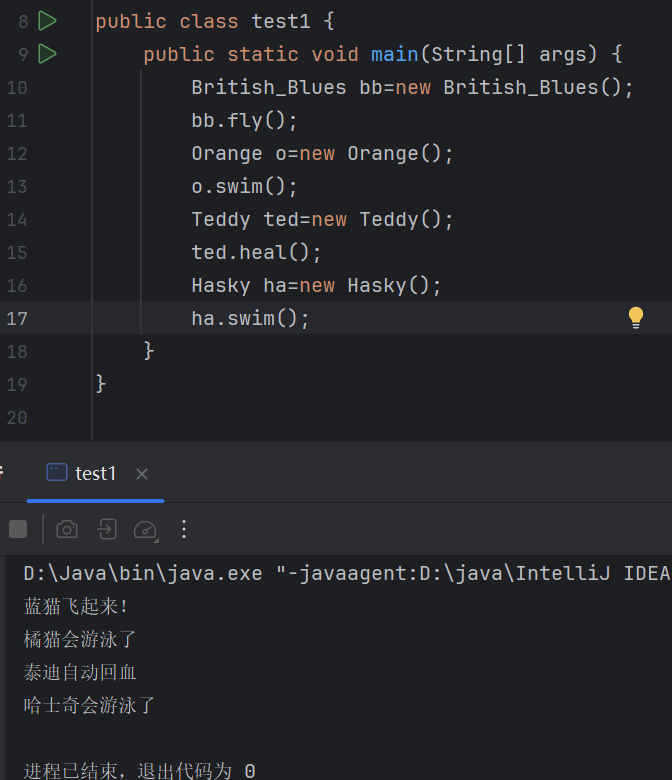 8 public class test1 {
9 public static void main(String[] args) {
10 British_Blues bb=new British_Blues();
11 bb.fly();
12 Orange o=new Orange();
13 o.swim();
14 Teddy ted=new Teddy();
15 ted.heal();
16 Hasky ha=new Hasky();
17 ha.swim();
18 }
19 }
20
test1
D:\Java\bin\java.exe "-javaagent:D:\java\IntelliJ IDEA
蓝猫飞起来!
橘猫会游泳了
泰迪自动回血
哈士奇会游泳了
进程已结束,退出代码为 0